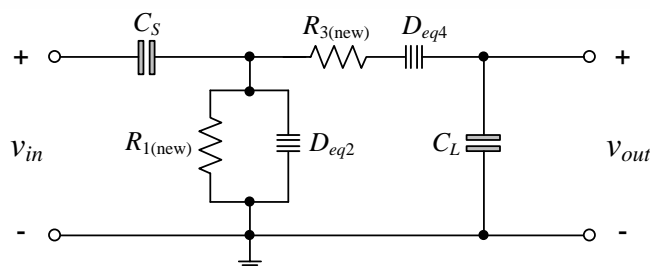 C_S
R_3(new)
D_eq4
+
+
v_in
R_1(new)
D_eq2
C_L
v_out
-
-